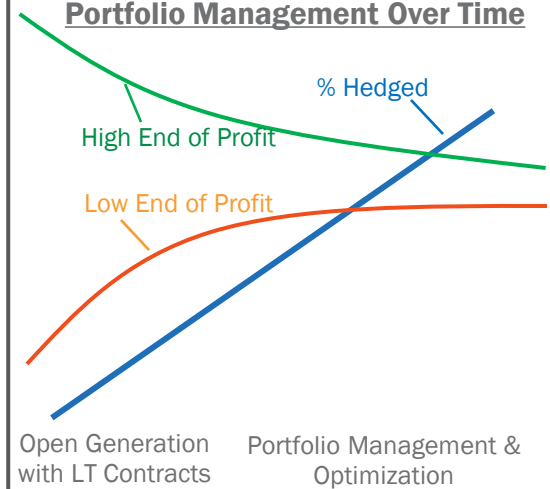 Portfolio Management Over Time
% Hedged
High End of Profit
Low End of Profit
Open Generation
with LT Contracts
Portfolio Management &
Optimization